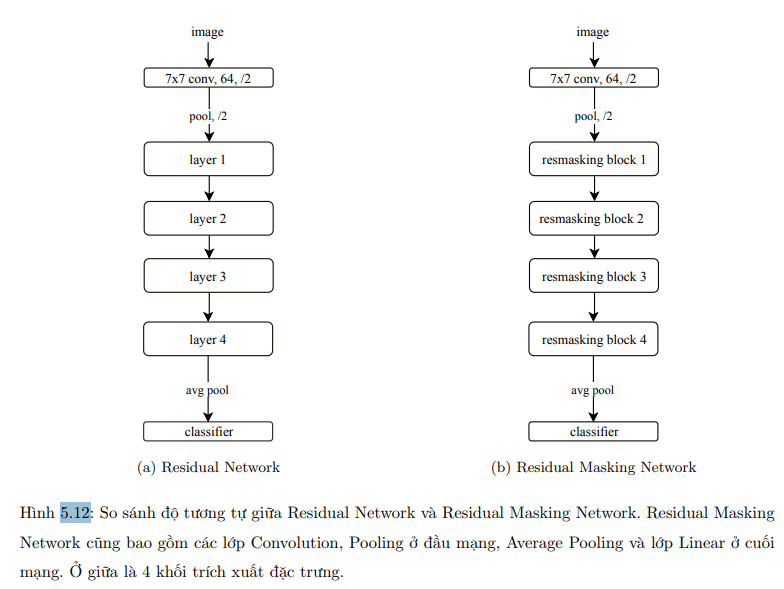 image
7x7 conv, 64, /2
pool, /2
layer 1
layer 2
layer 3
layer 4
avg pool
classifier
(a) Residual Network
image
7x7 conv, 64, /2
pool, /2
resmasking block 1
resmasking block 2
resmasking block 3
resmasking block 4
avg pool
classifier
(b) Residual Masking Network
Hình 5.12: So sánh độ tương tự giữa Residual Network và Residual Masking Network. Residual Masking
Network cũng bao gồm các lớp Convolution, Pooling ở đầu mạng, Average Pooling và lớp Linear ở cuối
mạng. Ở giữa là 4 khối trích xuất đặc trưng.